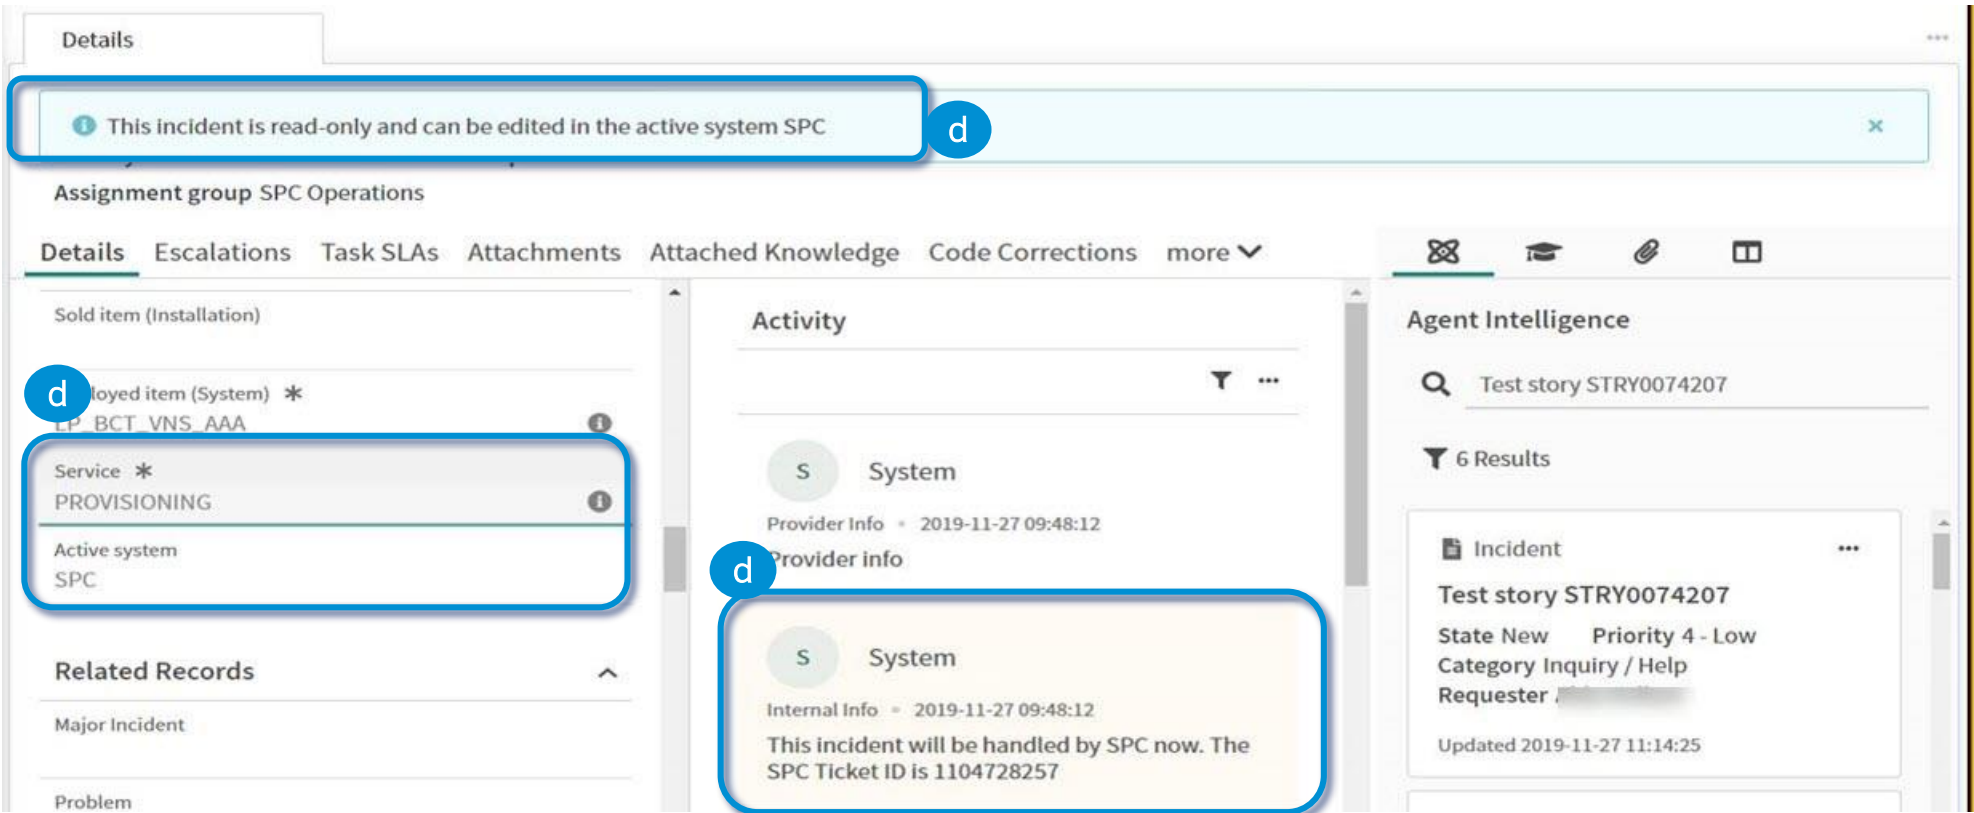 Details
This incident is read-only and can be edited in the active system SPC
d
Assignment group SPC Operations
Details Escalations Task SLAs Attachments Attached Knowledge Code Corrections more
Sold item (Installation)
d
(System) *
LP_BCT_VNS_AAA
Service *
PROVISIONING
Active system
SPC
Related Records
Major Incident
Problem
Activity
S System
Provider Info • 2019-11-27 09:48:12
Provider info
d
S System
Internal Info • 2019-11-27 09:48:12
This incident will be handled by SPC now. The
SPC Ticket ID is 1104728257
Agent Intelligence
Test story STRY0074207
6 Results
Incident
Test story STRY0074207
State New Priority 4 - Low
Category Inquiry / Help
Requester
Updated 2019-11-27 11:14:25